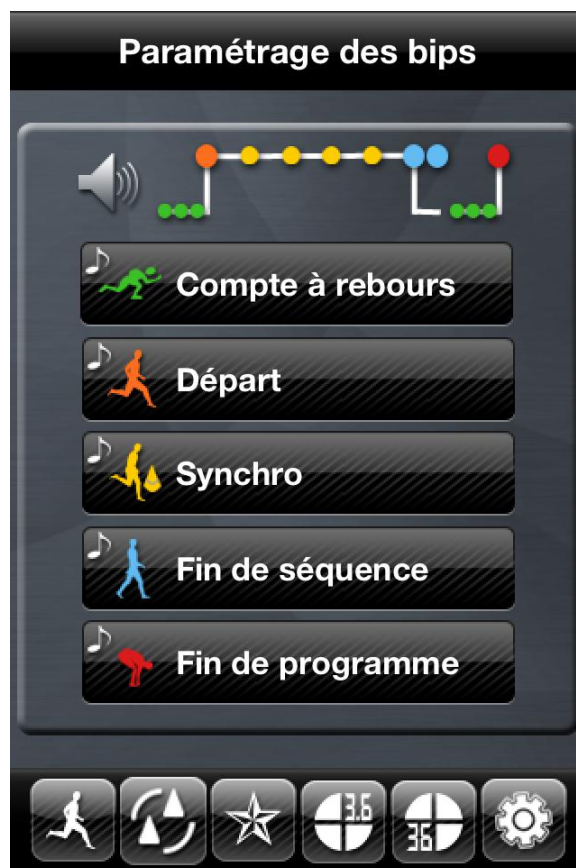 Paramétrage des bips
Compte à rebours
Départ
Synchro
Fin de séquence
Fin de programme
3.6
36